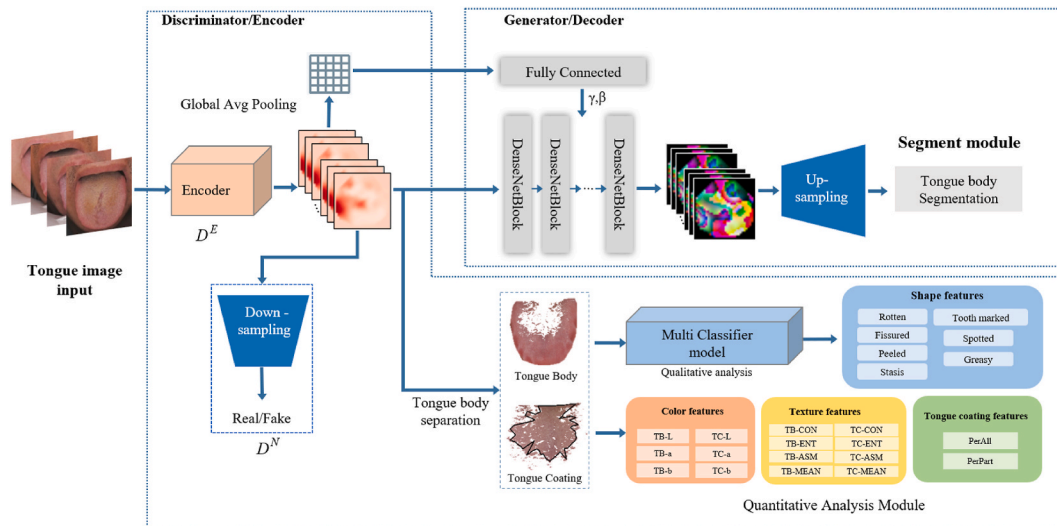 Discriminator/Encoder
Generator/Decoder
Fully Connected
Global Avg Pooling
γ,β
Encoder
D^E
DenseNetBlock
DenseNetBlock
DenseNetBlock
Up-
sampling
Segment module
Tongue body
Segmentation
Tongue image
input
Down -
sampling
Real/Fake
D^N
Tongue body
separation
Tongue Body
Tongue Coating
Multi Classifier
model
Qualitative analysis
Shape features
Rotten
Tooth marked
Fissured
Spotted
Peeled
Greasy
Stasis
Color features
TB-L
TC-L
TB-a
TC-a
TB-b
TC-b
Texture features
TB-CON
TC-CON
TB-ENT
TC-ENT
TB-ASM
TC-ASM
TB-MEAN
TC-MEAN
Tongue coating features
PerAll
PerPart
Quantitative Analysis Module